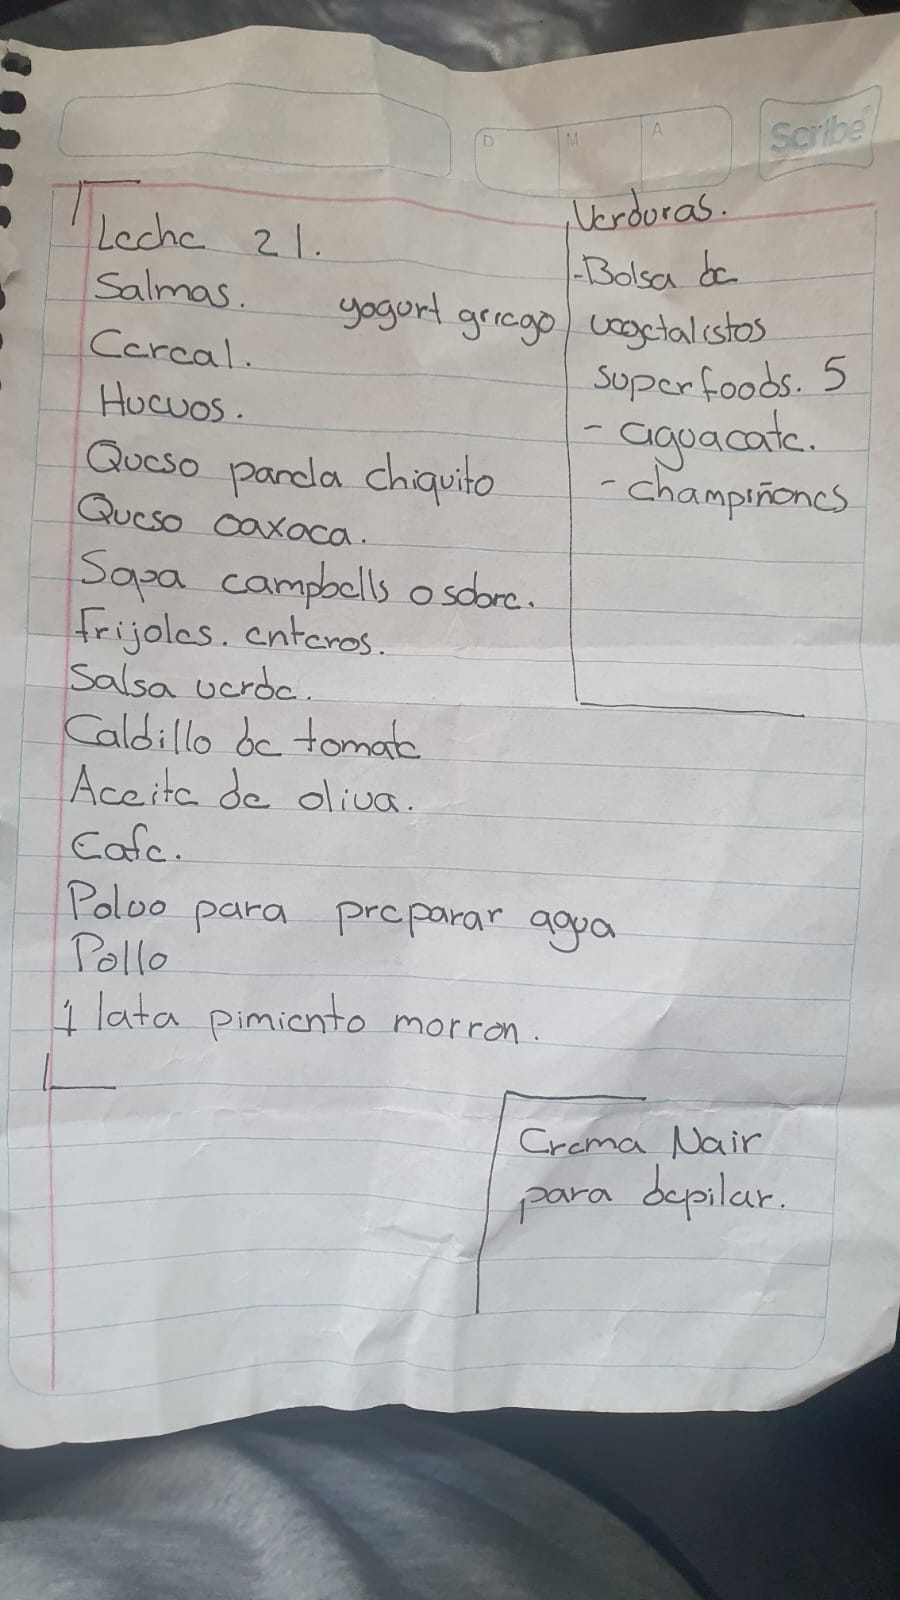 D M A
Scribe
Leche 2 l.
Salmas.
yogurt griego
Cereal.
Huevos.
Queso panela chiquito
Queso oaxaca.
Sopa campbells o sobre.
frijoles. enteros.
Salsa verde.
Caldillo de tomate
Aceite de oliva.
Cafe.
Polvo para preparar agua
Pollo
1 lata pimiento morron.
Verduras.
- Bolsa de
vegetalistos
superfoods. 5
- aguacate.
- champiñones
Crema Nair
para depilar.